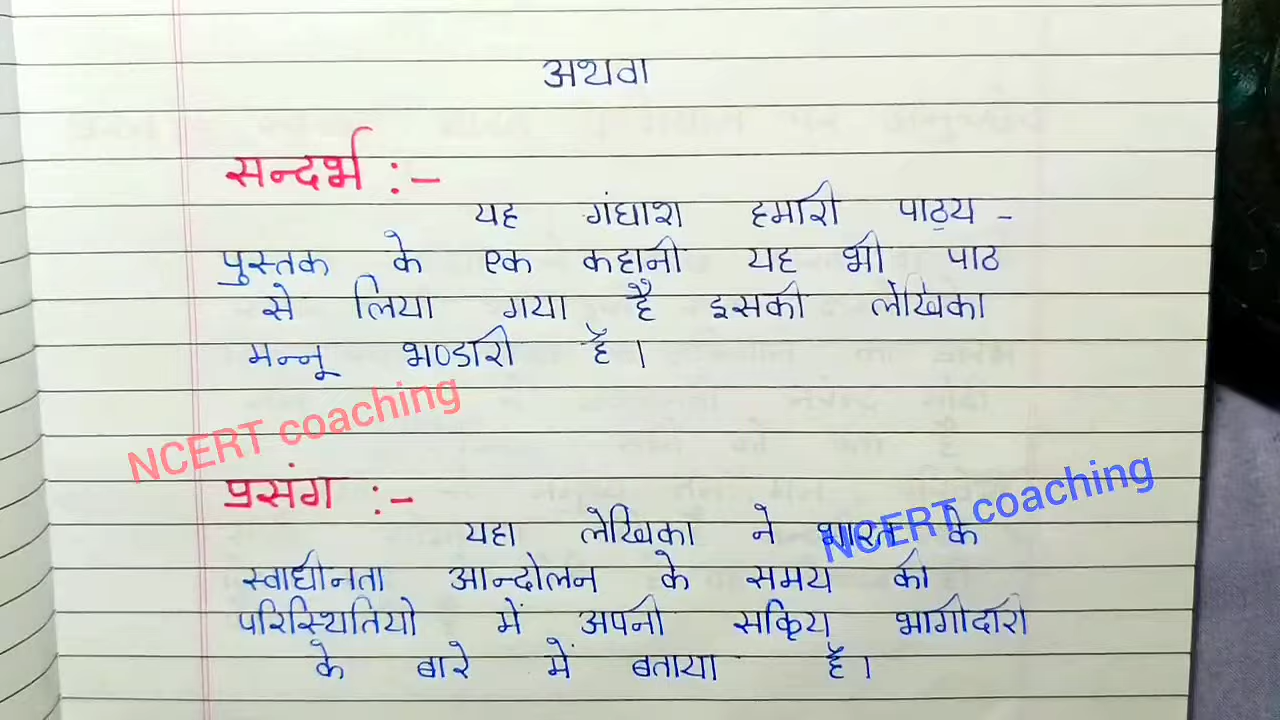 अथवा
सन्दर्भ :-
यह गंद्याश हमारी पाठ्य -
पुस्तक के एक कहानी यह भी पाठ
से लिया गया है इसकी लेखिका
मन्नू भण्डारी है।
NCERT coaching
प्रसंग :-
NCERT coaching
यहा लेखिका ने भारत के
स्वाधीनता आन्दोलन के समय की
परिस्थितियो में अपनी सक्रिय भागीदारी
के बारे में बताया है।